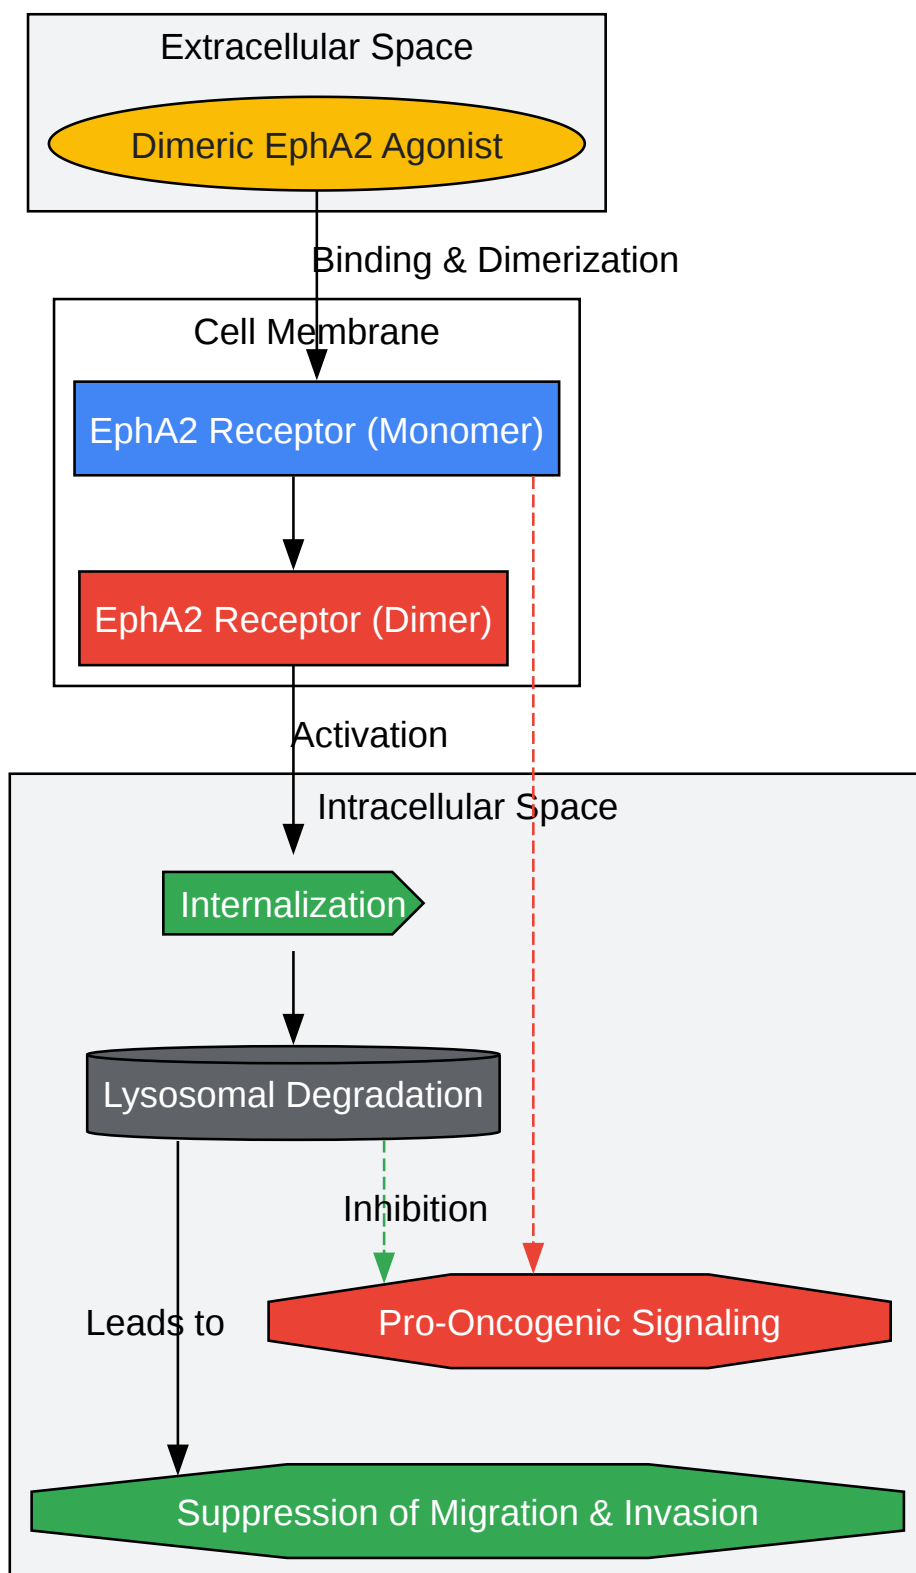 Extracellular Space
Dimeric EphA2 Agonist
Binding & Dimerization
Cell Membrane
EphA2 Receptor (Monomer)
EphA2 Receptor (Dimer)
Activation
Intracellular Space
Internalization
Lysosomal Degradation
Inhibition
Leads to
Pro-Oncogenic Signaling
Suppression of Migration & Invasion